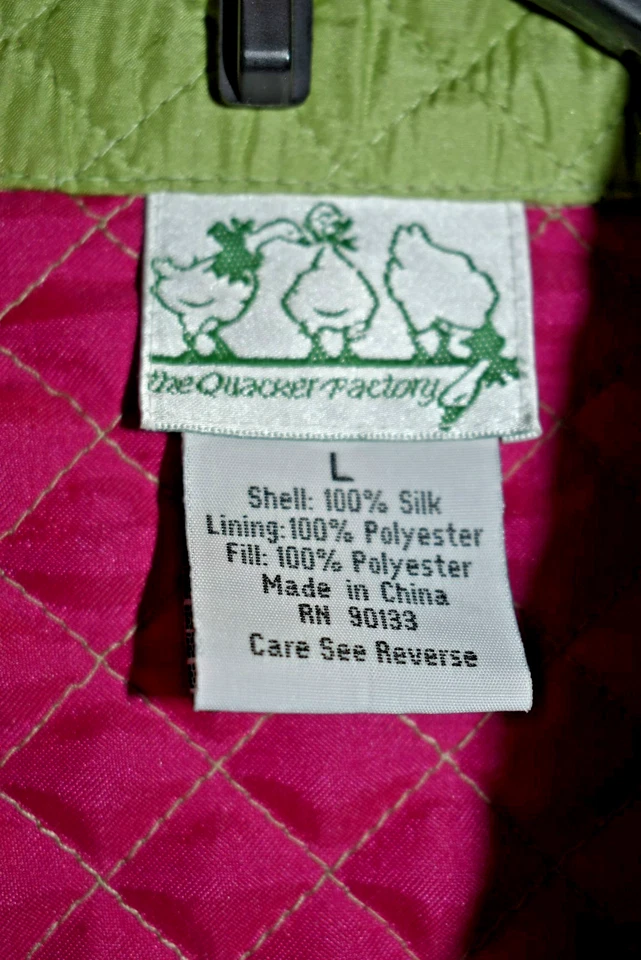 the Quacker Factory
L
Shell: 100% Silk
Lining: 100% Polyester
Fill: 100% Polyester
Made in China
RN 90133
Care See Reverse